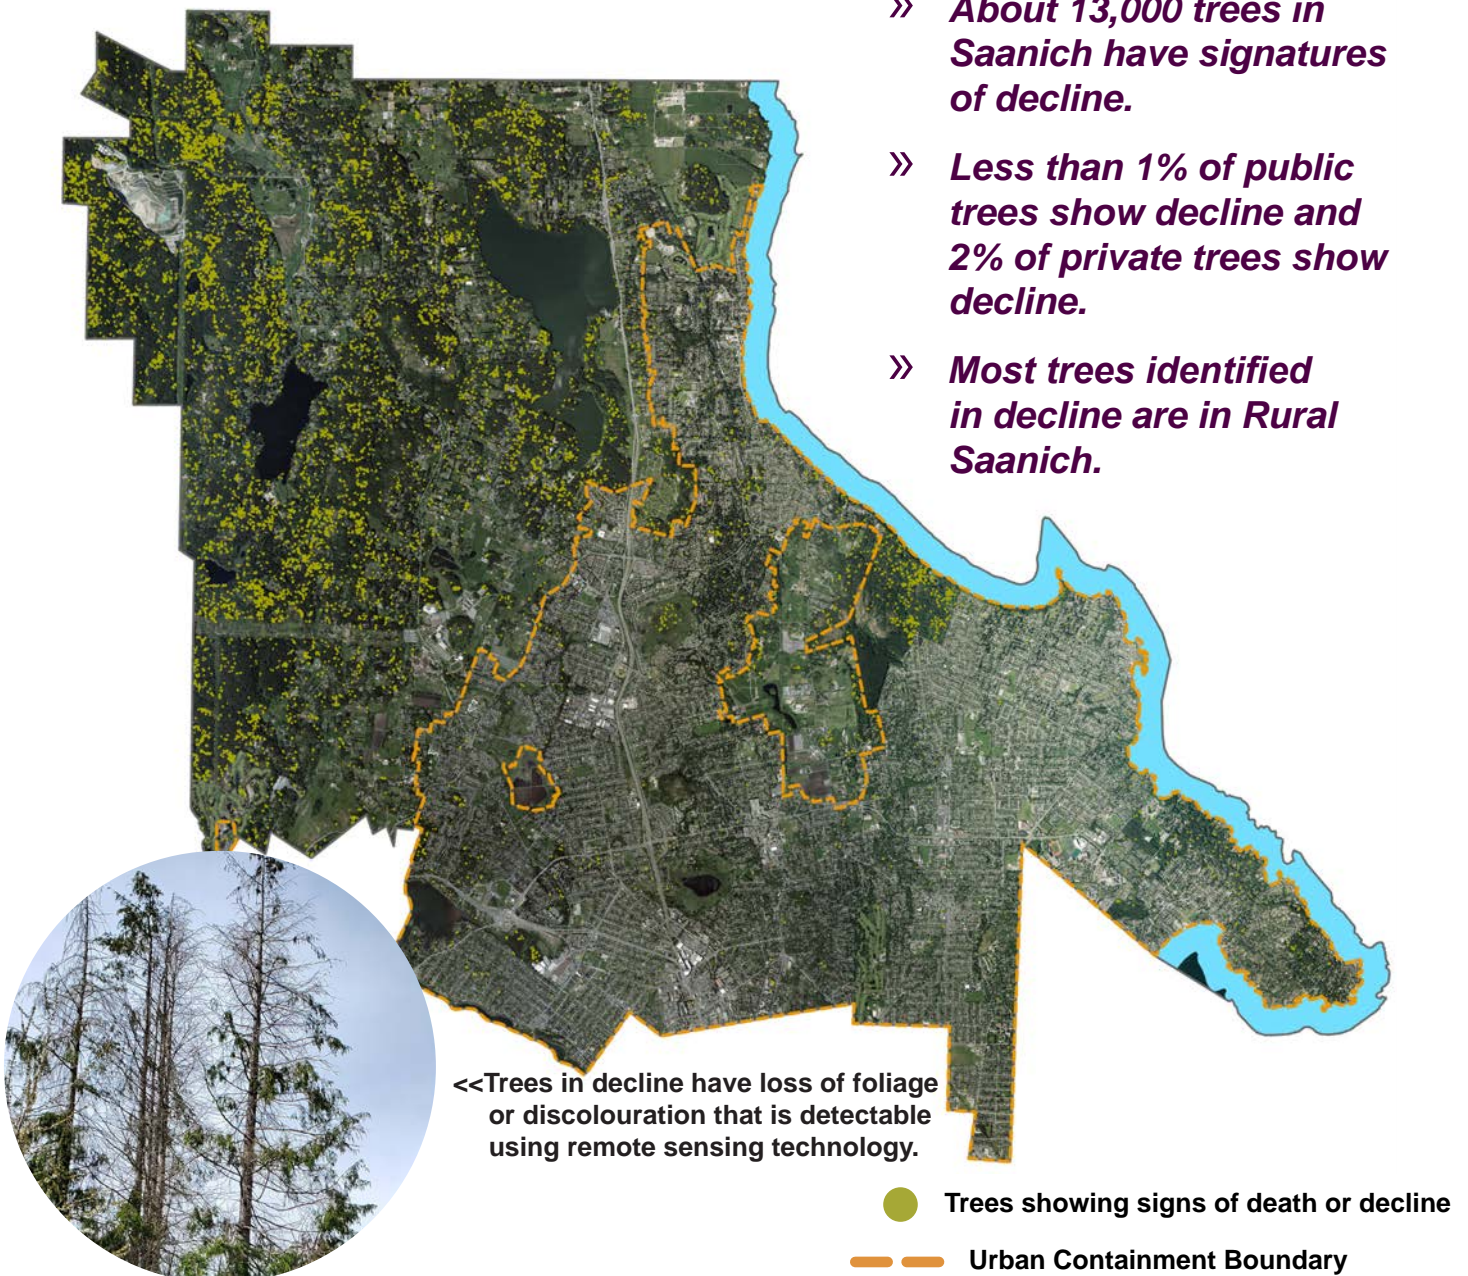 » About 13,000 trees in
Saanich have signatures
of decline.
» Less than 1% of public
trees show decline and
2% of private trees show
decline.
» Most trees identified
in decline are in Rural
Saanich.
<<Trees in decline have loss of foliage
or discolouration that is detectable
using remote sensing technology.
Trees showing signs of death or decline
Urban Containment Boundary